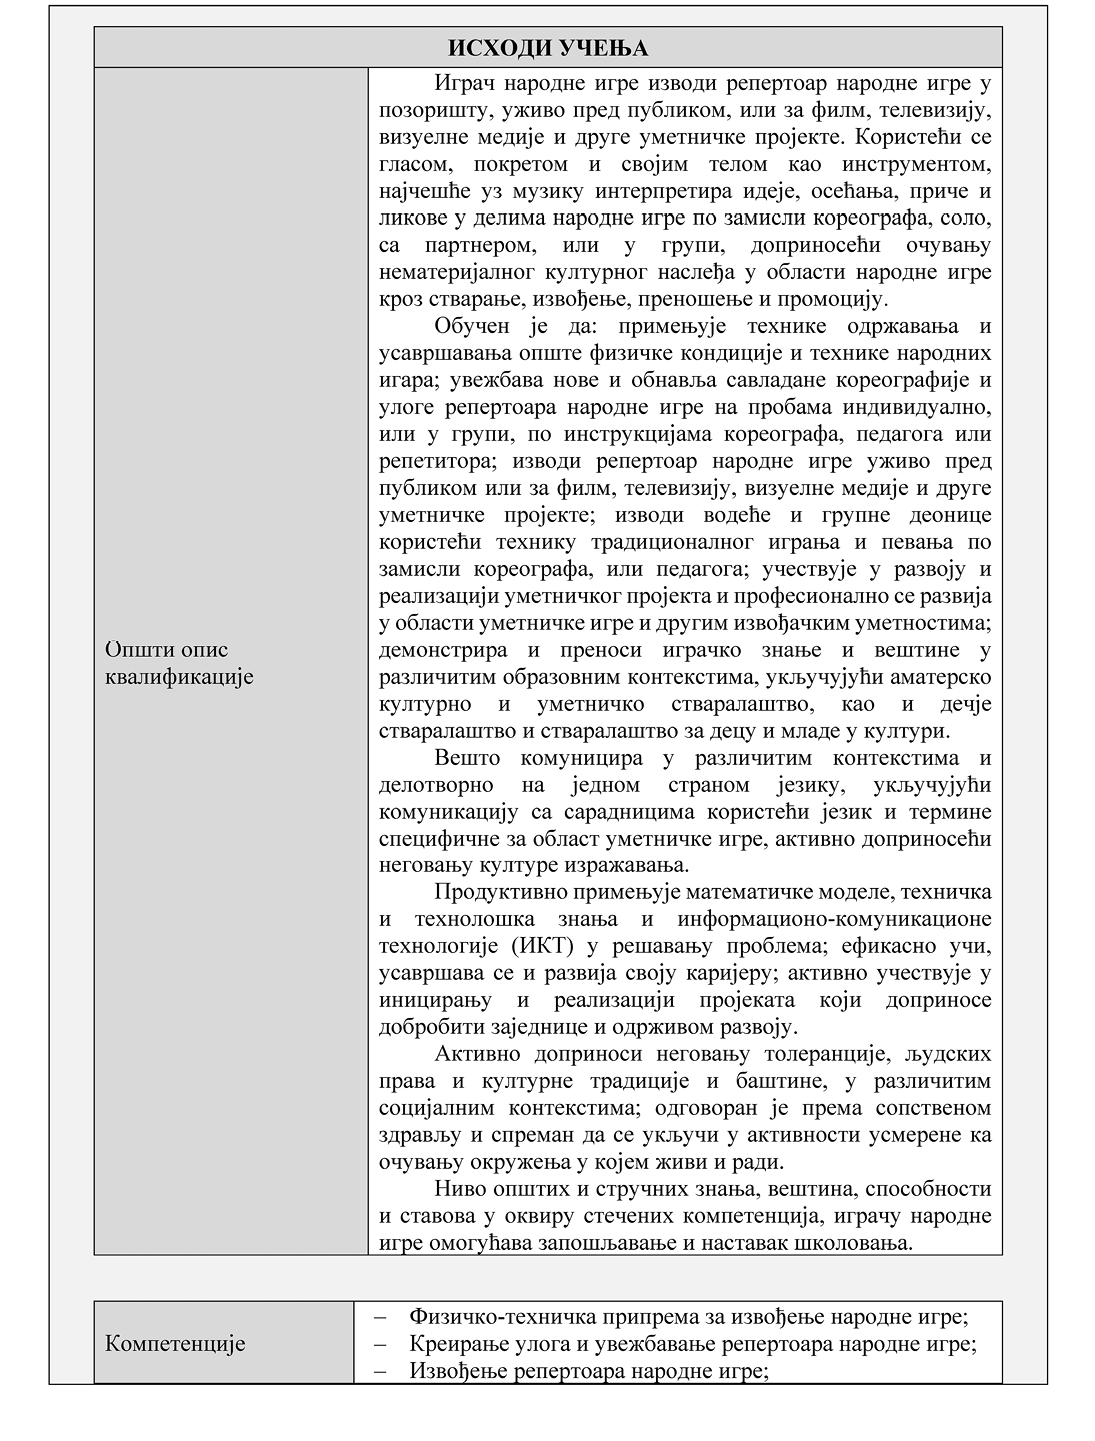 ИСХОДИ УЧЕЊА
Играч народне игре изводи репертоар народне игре у
позоришту, уживо пред публиком, или за филм, телевизију,
визуелне медије и друге уметничке пројекте. Користећи се
гласом, покретом и својим телом као инструментом,
најчешће уз музику интерпретира идеје, осећања, приче и
ликове у делима народне игре по замисли кореографа, соло,
са партнером, или у групи, доприносећи очувању
нематеријалног културног наслеђа у области народне игре
кроз стварање, извођење, преношење и промоцију.
Обучен је да: примењује технике одржавања и
усавршавања опште физичке кондиције и технике народних
игара; увежбава нове и обнавља савладане кореографије и
улоге репертоара народне игре на пробама индивидуално,
или у групи, по инструкцијама кореографа, педагога или
репетитора; изводи репертоар народне игре уживо пред
публиком или за филм, телевизију, визуелне медије и друге
уметничке пројекте; изводи водеће и групне деонице
користећи технику традиционалног играња и певања по
замисли кореографа, или педагога; учествује у развоју и
реализацији уметничког пројекта и професионално се развија
у области уметничке игре и другим извођачким уметностима;
демонстрира и преноси играчко знање и вештине у
различитим образовним контекстима, укључујући аматерско
културно и уметничко стваралаштво, као и дечје
стваралаштво и стваралаштво за децу и младе у култури.
Вешто комуницира у различитим контекстима и
делотворно на једном страном језику, укључујући
комуникацију са сарадницима користећи језик и термине
специфичне за област уметничке игре, активно доприносећи
неговању културе изражавања.
Продуктивно примењује математичке моделе, техничка
и технолошка знања и информационо-комуникационе
технологије (ИКТ) у решавању проблема; ефикасно учи,
усавршава се и развија своју каријеру; активно учествује у
иницирању и реализацији пројеката који доприносе
добробити заједнице и одрживом развоју.
Активно доприноси неговању толеранције, људских
права и културне традиције и баштине, у различитим
социјалним контекстима; одговоран је према сопственом
здрављу и спреман да се укључи у активности усмерене ка
очувању окружења у којем живи и ради.
Ниво општих и стручних знања, вештина, способности
и ставова у оквиру стечених компетенција, играчу народне
игре омогућава запошљавање и наставак школовања.
Општи опис
квалификације
Компетенције
– Физичко-техничка припрема за извођење народне игре;
– Креирање улога и увежбавање репертоара народне игре;
– Извођење репертоара народне игре;